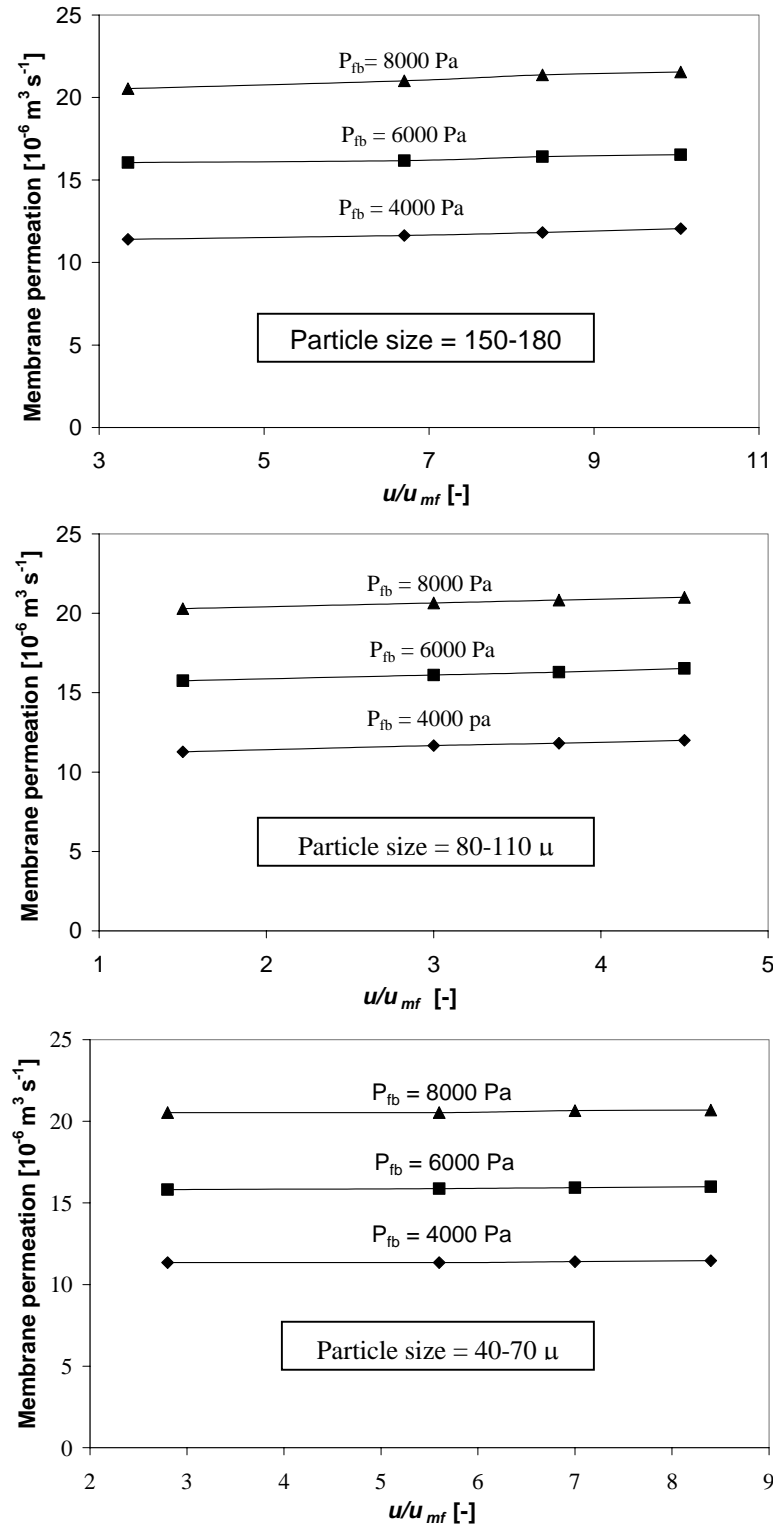 Membrane permeation [10⁻⁶ m³ s⁻¹]
25
20
15
10
5
0
P_fb= 8000 Pa
P_fb = 6000 Pa
P_fb = 4000 Pa
Particle size = 150-180
3 5 7 9 11
u/u_mf [-]
Membrane permeation [10⁻⁶ m³ s⁻¹]
25
20
15
10
5
0
P_fb = 8000 Pa
P_fb = 6000 Pa
P_fb = 4000 pa
Particle size = 80-110 μ
1 2 3 4 5
u/u_mf [-]
Membrane permeation [10⁻⁶ m³ s⁻¹]
25
20
15
10
5
0
P_fb = 8000 Pa
P_fb = 6000 Pa
P_fb = 4000 Pa
Particle size = 40-70 μ
2 3 4 5 6 7 8 9
u/u_mf [-]